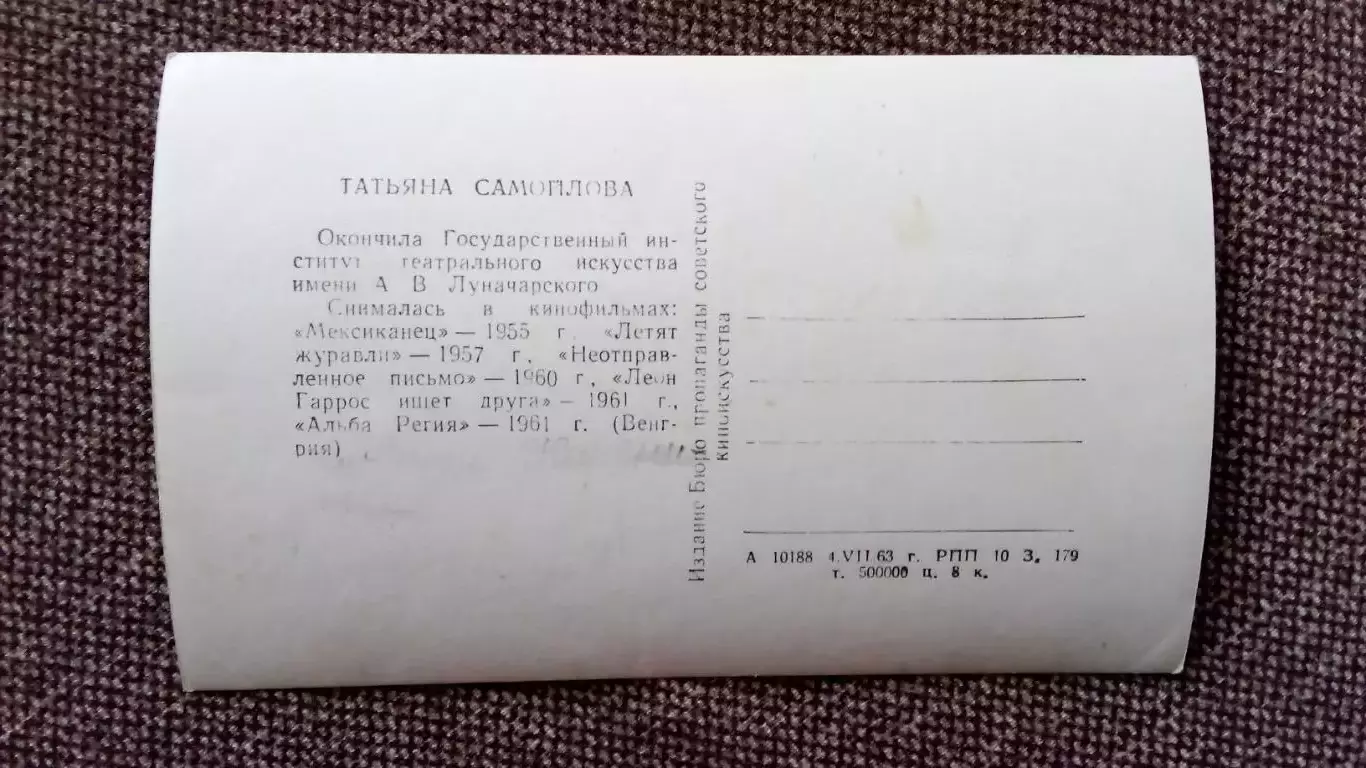 ТАТЬЯНА САМОЙЛОВА
Окончила Государственный ин-
ститут театрального искусства
имени А В Луначарского
Снималась в кинофильмах:
«Мексиканец» — 1955 г, «Летят
журавли» — 1957 г, «Неотправ-
ленное письмо» — 1960 г, «Леон
Гаррос ищет друга» — 1961 г.,
«Альба Регия» — 1961 г. (Венг-
рия)
Издание Бюро пропаганды советского
киноискусства
А 10188 4.VII.63 г. РПП 10 З. 179
т. 500000 ц. 8 к.